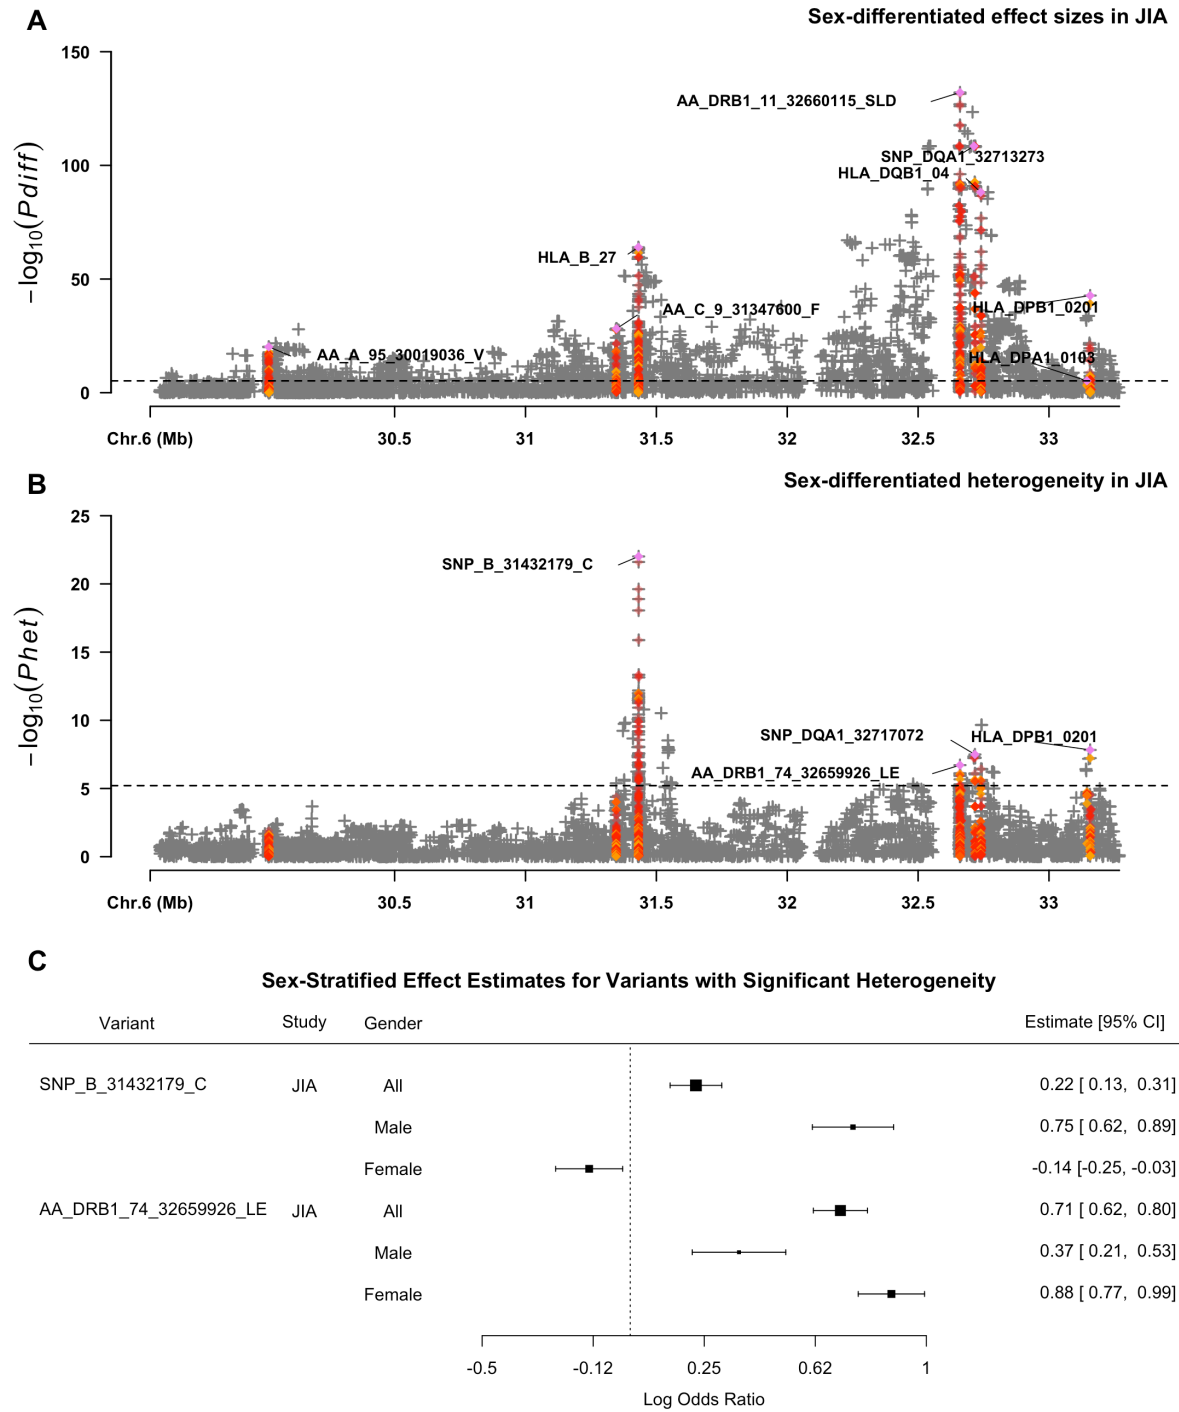 A
Sex-differentiated effect sizes in JIA
150
100
50
0
−log10(Pdiff)
AA_DRB1_11_32660115_SLD
SNP_DQA1_32713273
HLA_DQB1_04
HLA_B_27
AA_C_9_31347600_F
HLA_DPB1_0201
AA_A_95_30019036_V
HLA_DPA1_0103
Chr.6 (Mb) 30.5 31 31.5 32 32.5 33
B
Sex-differentiated heterogeneity in JIA
25
20
15
10
5
0
−log10(Phet)
SNP_B_31432179_C
SNP_DQA1_32717072
HLA_DPB1_0201
AA_DRB1_74_32659926_LE
Chr.6 (Mb) 30.5 31 31.5 32 32.5 33
C
Sex-Stratified Effect Estimates for Variants with Significant Heterogeneity
Variant Study Gender Estimate [95% CI]
SNP_B_31432179_C JIA All 0.22 [ 0.13, 0.31]
Male 0.75 [ 0.62, 0.89]
Female -0.14 [-0.25, -0.03]
AA_DRB1_74_32659926_LE JIA All 0.71 [ 0.62, 0.80]
Male 0.37 [ 0.21, 0.53]
Female 0.88 [ 0.77, 0.99]
-0.5 -0.12 0.25 0.62 1
Log Odds Ratio